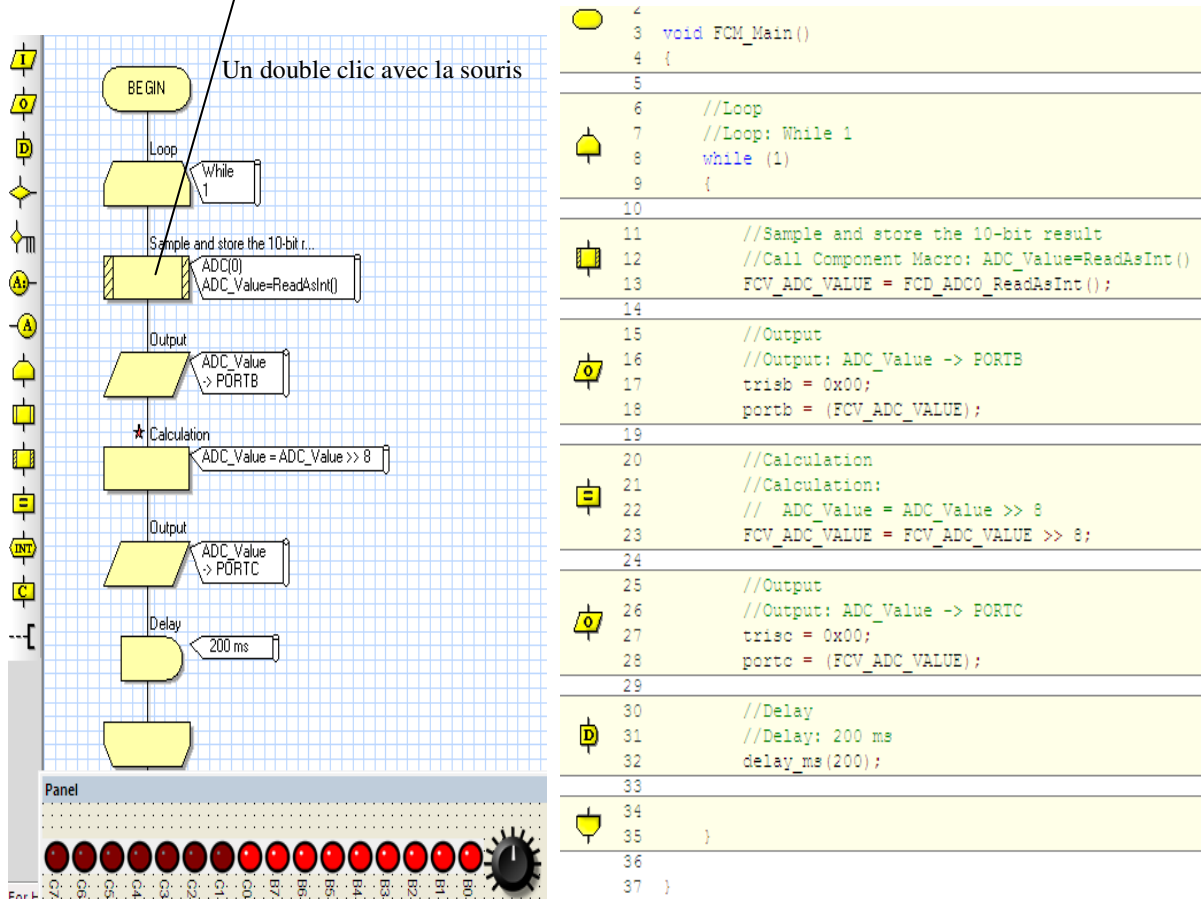 Un double clic avec la souris
I
O
D
A:
A
INT
C
BEGIN
Loop
While
1
Sample and store the 10-bit r...
ADC(0)
ADC_Value=ReadAsInt()
Output
ADC_Value
-> PORTB
Calculation
ADC_Value = ADC_Value >> 8
Output
ADC_Value
-> PORTC
Delay
200 ms
Panel
C7. C6. C5. C4. C3. C2. C1. C0. B7. B6. B5. B4. B3. B2. B1. B0.
2
3 void FCM_Main()
4 {
5
6 //Loop
7 //Loop: While 1
8 while (1)
9 {
10
11 //Sample and store the 10-bit result
12 //Call Component Macro: ADC_Value=ReadAsInt()
13 FCV_ADC_VALUE = FCD_ADC0_ReadAsInt();
14
15 //Output
O
16 //Output: ADC_Value -> PORTB
17 trisb = 0x00;
18 portb = (FCV_ADC_VALUE);
19
20 //Calculation
21 //Calculation:
22 // ADC_Value = ADC_Value >> 8
23 FCV_ADC_VALUE = FCV_ADC_VALUE >> 8;
24
25 //Output
O
26 //Output: ADC_Value -> PORTC
27 trisc = 0x00;
28 portc = (FCV_ADC_VALUE);
29
30 //Delay
D
31 //Delay: 200 ms
32 delay_ms(200);
33
34
35 }
36
37 }